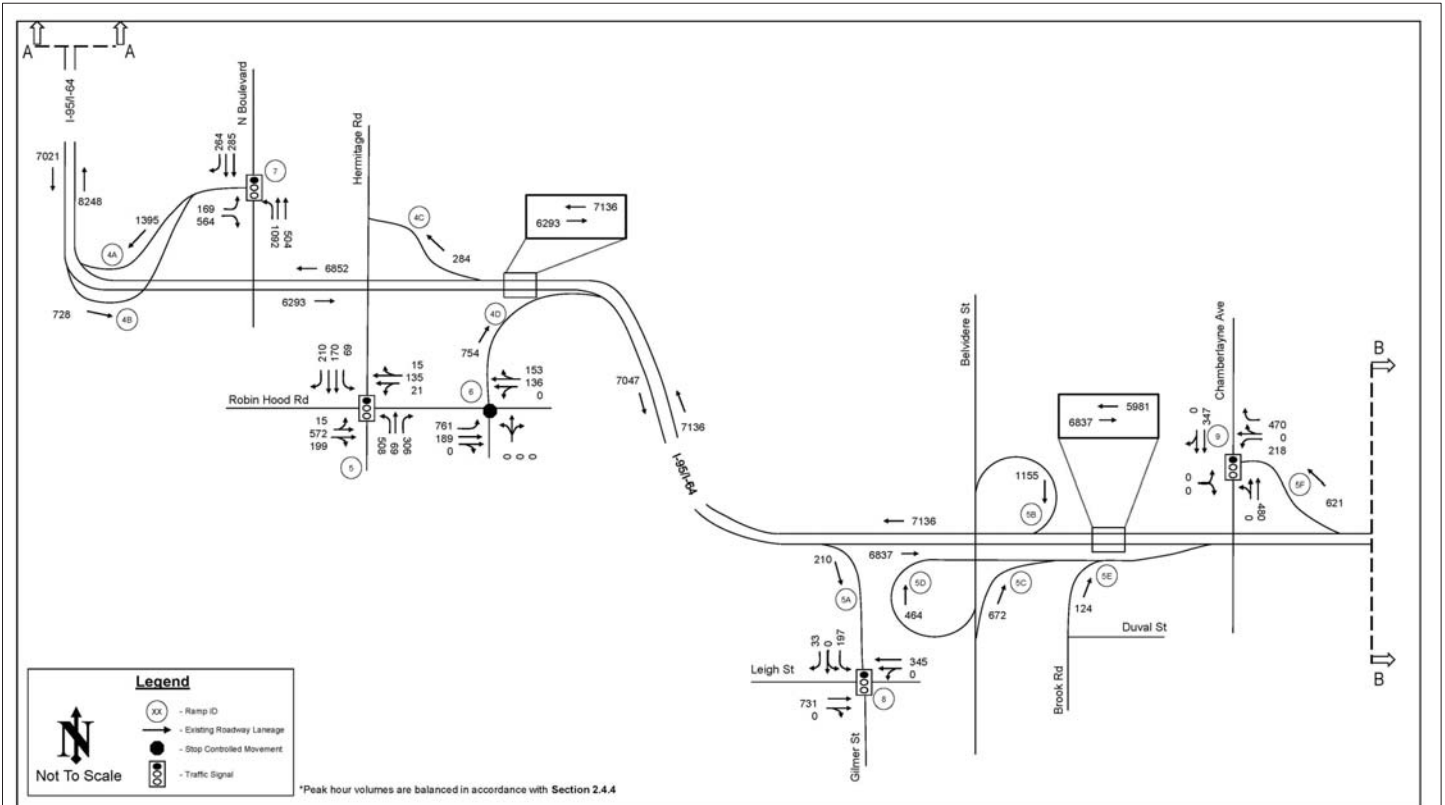 A
A
I-95/I-64
N Boulevard
Hermitage Rd
7021
8248
264
285
7
169
564
1092
504
1395
4A
728
4B
4C
284
7136
6293
6852
6293
4D
754
7047
7136
I-95/I-64
210
170
69
15
135
21
Robin Hood Rd
15
572
199
508
69
306
5
6
153
136
0
761
189
0
0
0
0
Belvidere St
Chamberlayne Ave
B
5981
6837
0
347
9
470
0
218
0
0
0
480
5F
621
1155
5B
7136
6837
210
5A
5D
464
5C
672
5E
124
Duval St
Brook Rd
33
0
197
345
0
Leigh St
731
0
8
Gilmer St
B
Legend
XX - Ramp ID
- Existing Roadway Laneage
- Stop Controlled Movement
- Traffic Signal
N
Not To Scale
*Peak hour volumes are balanced in accordance with Section 2.4.4